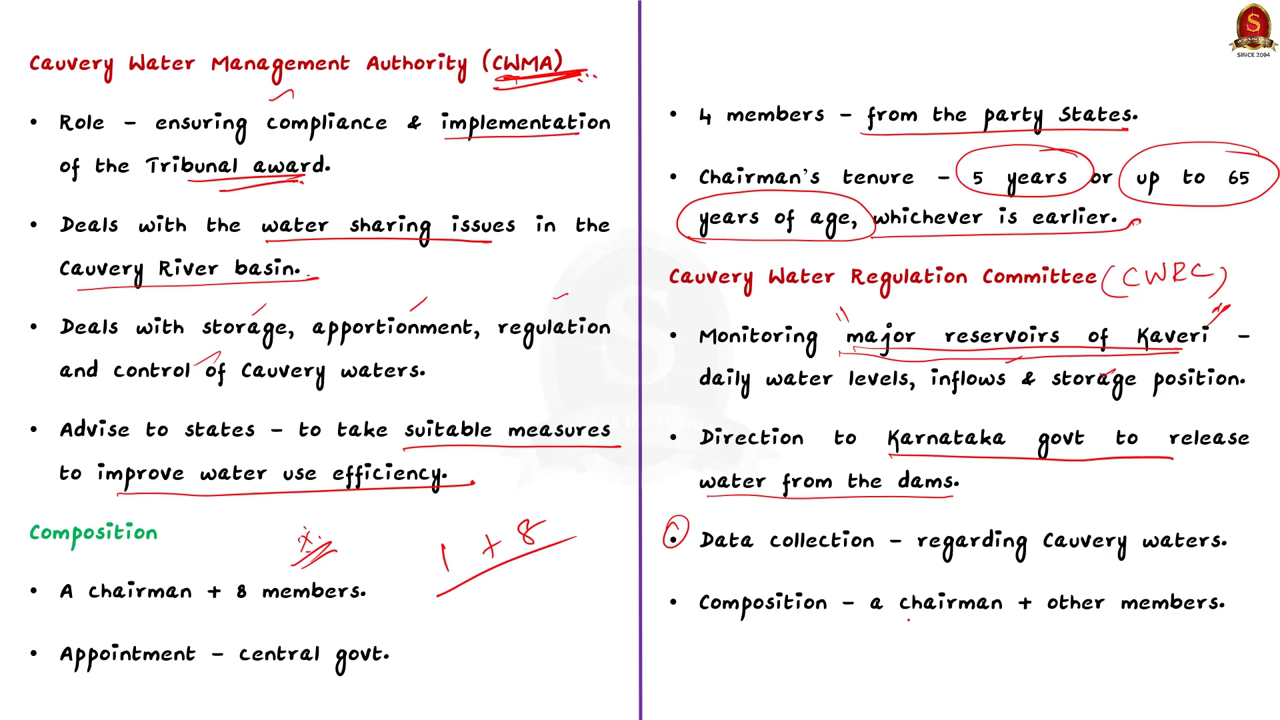 Cauvery Water Management Authority (CWMA)
• Role – ensuring compliance & implementation
of the Tribunal award.
• Deals with the water sharing issues in the
Cauvery River basin.
• Deals with storage, apportionment, regulation
and control of Cauvery waters.
• Advise to states – to take suitable measures
to improve water use efficiency.
Composition
1 + 8
• A chairman + 8 members.
• Appointment – central govt.
S
SINCE 2004
• 4 members – from the party States.
• Chairman's tenure – 5 years or up to 65
years of age, whichever is earlier.
Cauvery Water Regulation Committee (CWRC)
• Monitoring major reservoirs of Kaveri –
daily water levels, inflows & storage position.
• Direction to Karnataka govt to release
water from the dams.
• Data collection – regarding Cauvery waters.
• Composition – a chairman + other members.